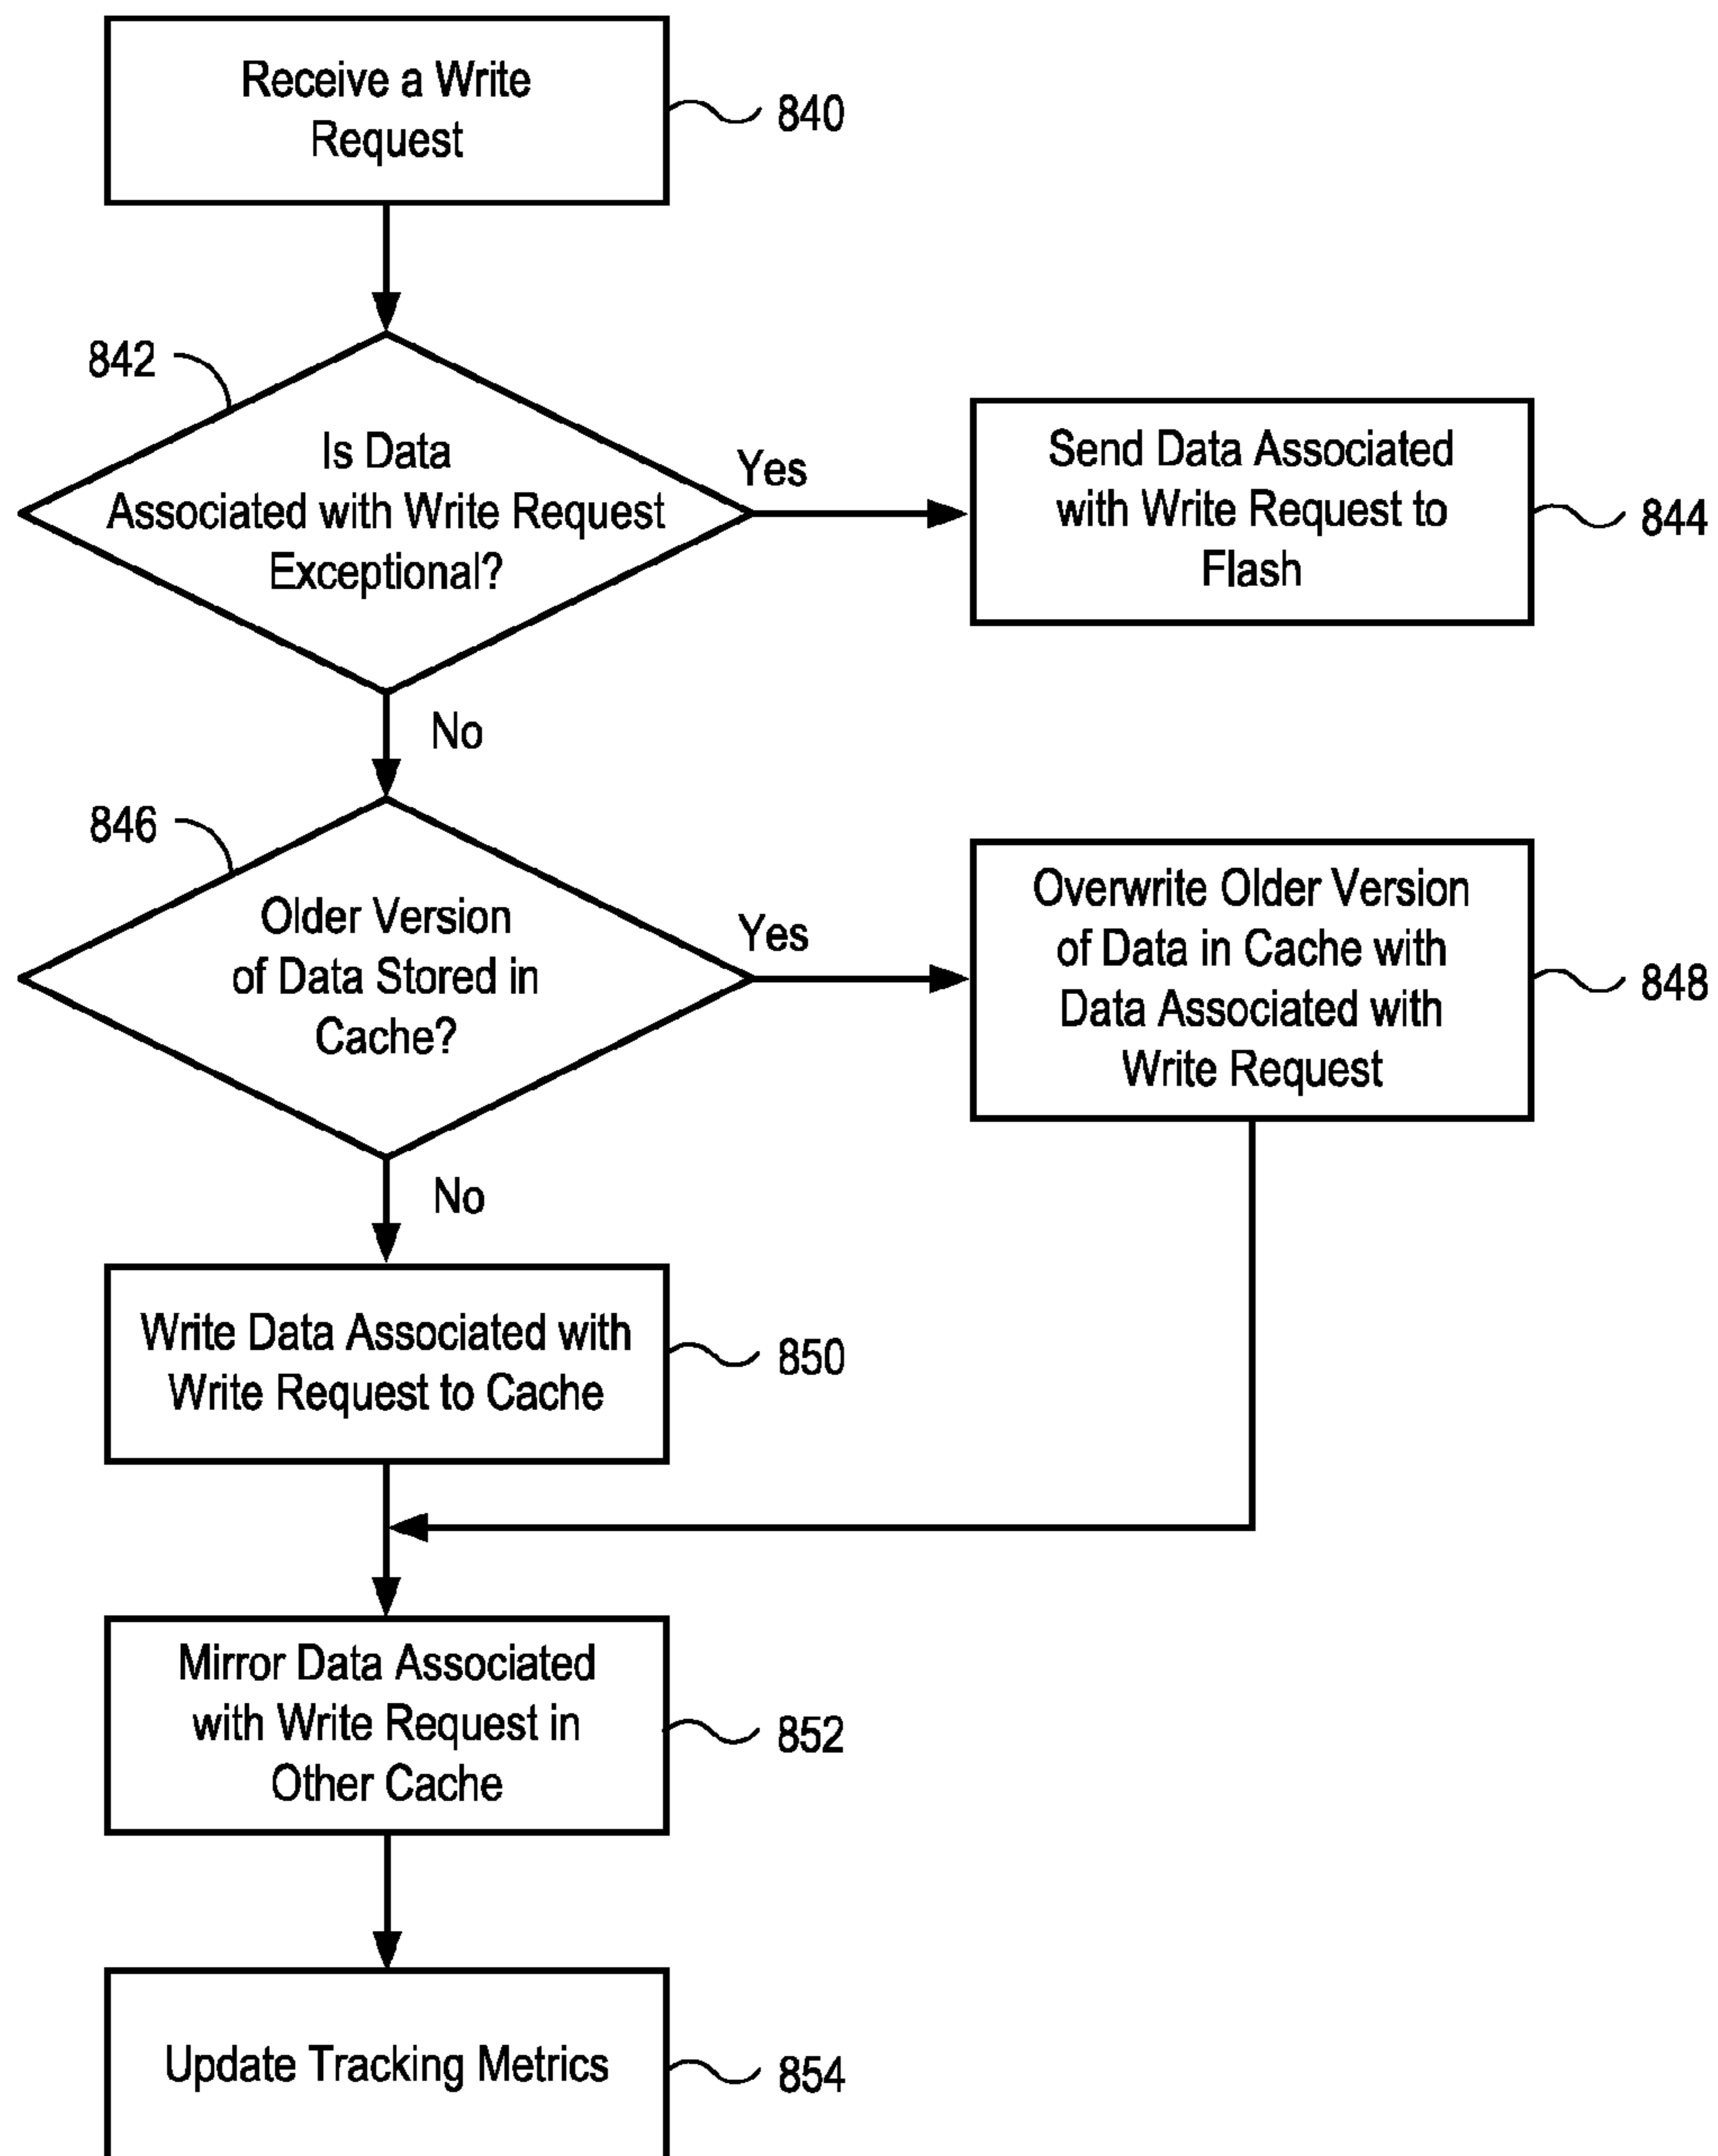 Receive a Write
Request
840
842
Is Data
Associated with Write Request
Exceptional?
Yes
Send Data Associated
with Write Request to
Flash
844
No
846
Older Version
of Data Stored in
Cache?
Yes
Overwrite Older Version
of Data in Cache with
Data Associated with
Write Request
848
No
Write Data Associated with
Write Request to Cache
850
Mirror Data Associated
with Write Request in
Other Cache
852
Update Tracking Metrics
854